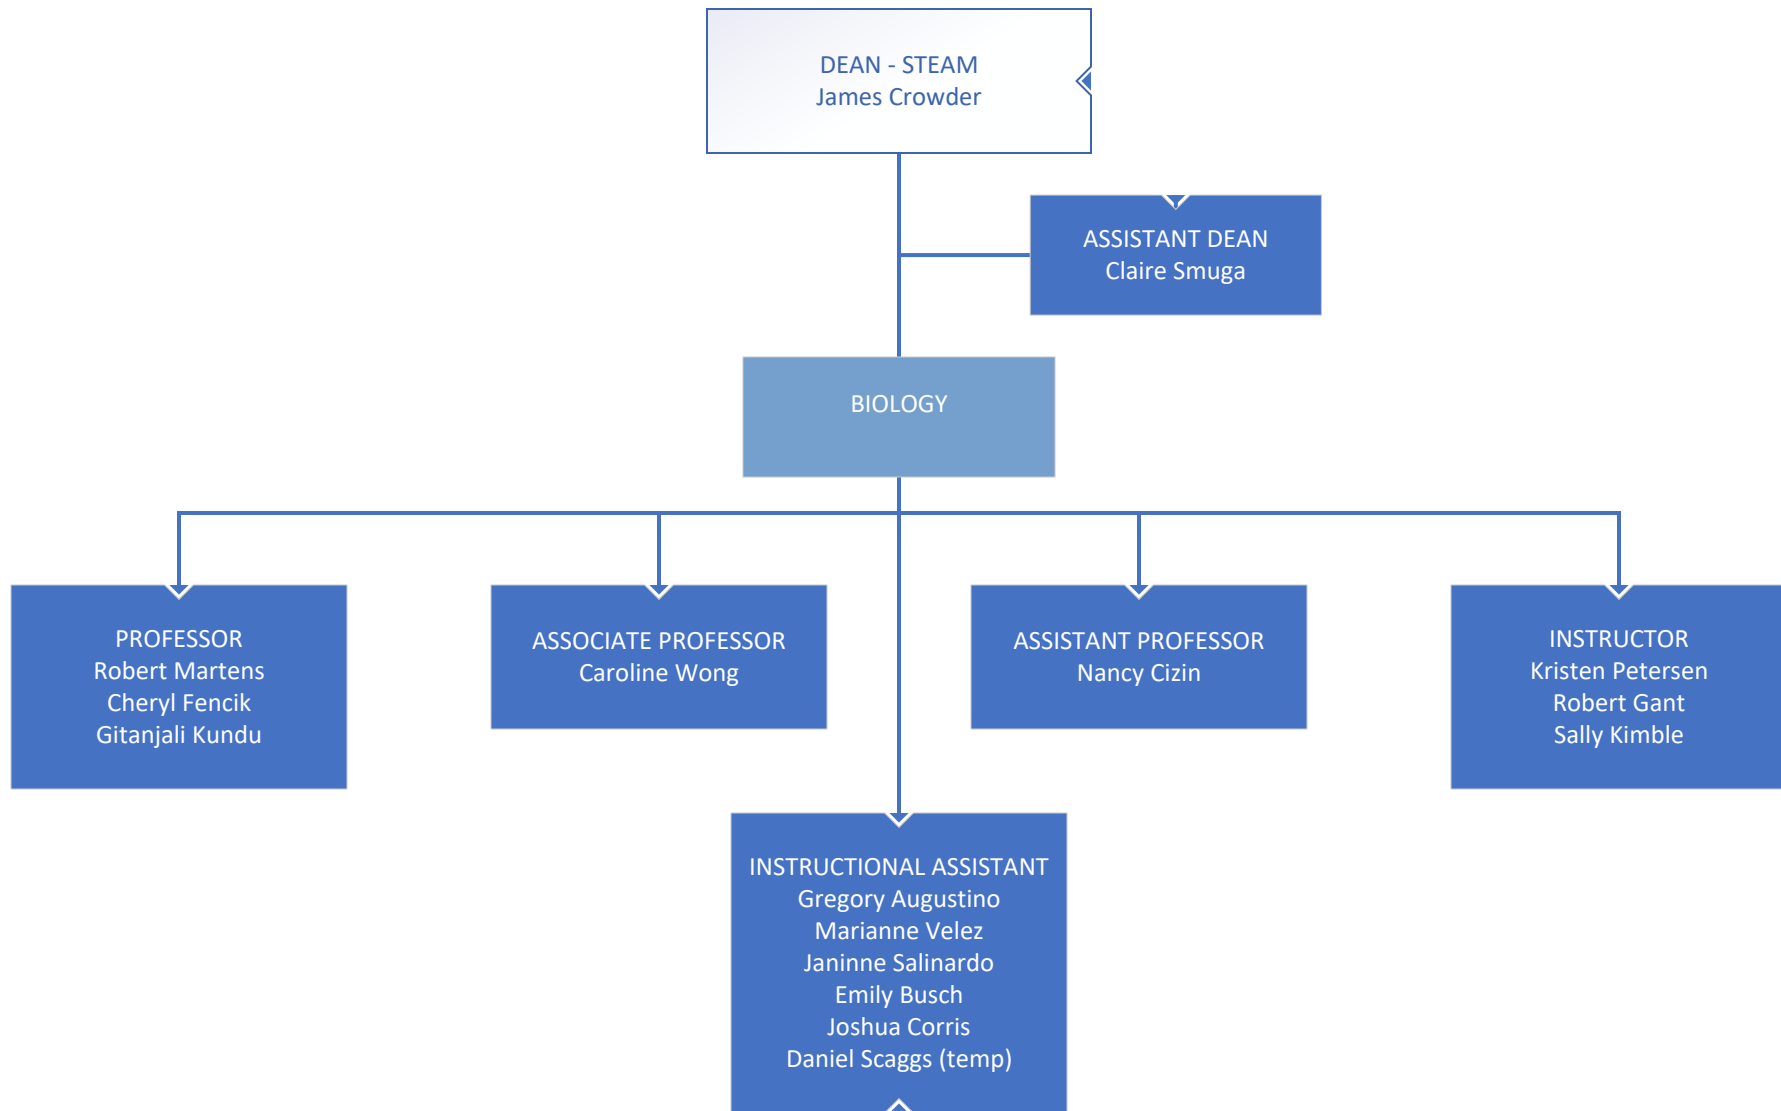 DEAN - STEAM
James Crowder
ASSISTANT DEAN
Claire Smuga
BIOLOGY
PROFESSOR
Robert Martens
Cheryl Fencik
Gitanjali Kundu
ASSOCIATE PROFESSOR
Caroline Wong
ASSISTANT PROFESSOR
Nancy Cizin
INSTRUCTOR
Kristen Petersen
Robert Gant
Sally Kimble
INSTRUCTIONAL ASSISTANT
Gregory Augustino
Marianne Velez
Janinne Salinardo
Emily Busch
Joshua Corris
Daniel Scaggs (temp)